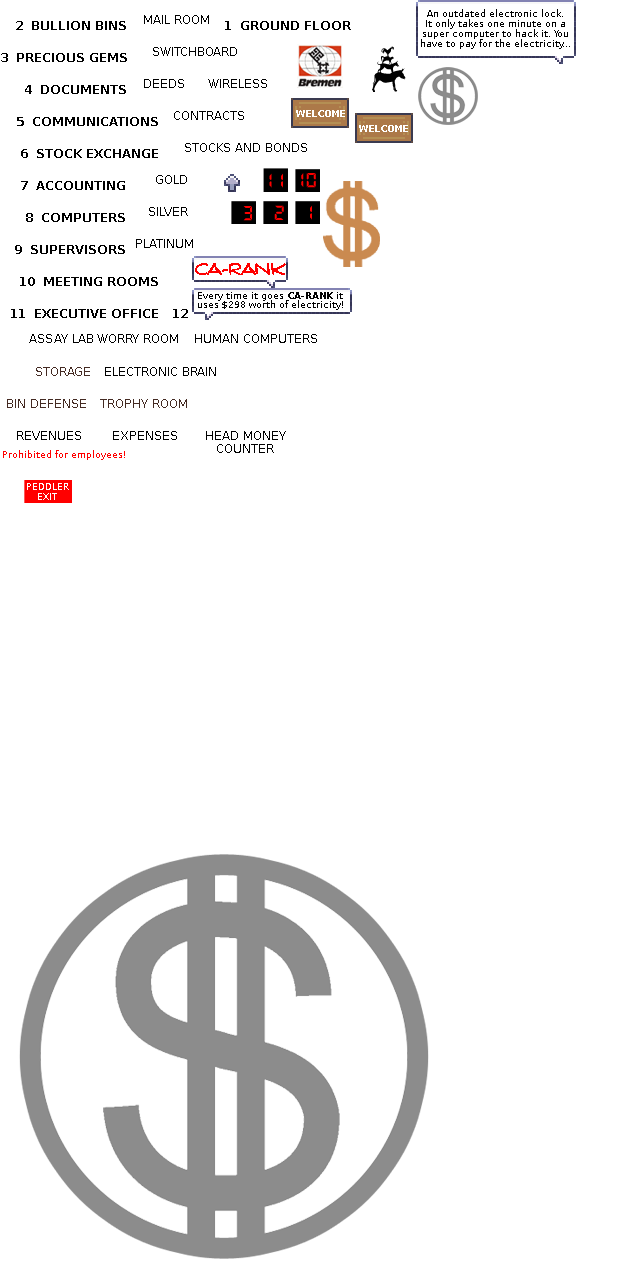 2 BULLION BINS MAIL ROOM 1 GROUND FLOOR
An outdated electronic lock.
It only takes one minute on a
super computer to hack it. You
have to pay for the electricity...
3 PRECIOUS GEMS SWITCHBOARD
Bremen
4 DOCUMENTS DEEDS WIRELESS
5 COMMUNICATIONS CONTRACTS
WELCOME
WELCOME
6 STOCK EXCHANGE STOCKS AND BONDS
7 ACCOUNTING GOLD 11 10
8 COMPUTERS SILVER 3 2 1
9 SUPERVISORS PLATINUM
CA-RANK
10 MEETING ROOMS
Every time it goes CA-RANK it
uses $298 worth of electricity!
11 EXECUTIVE OFFICE 12
ASSAY LAB WORRY ROOM HUMAN COMPUTERS
STORAGE ELECTRONIC BRAIN
BIN DEFENSE TROPHY ROOM
REVENUES EXPENSES HEAD MONEY
COUNTER
Prohibited for employees!
PEDDLER
EXIT
$
$
$